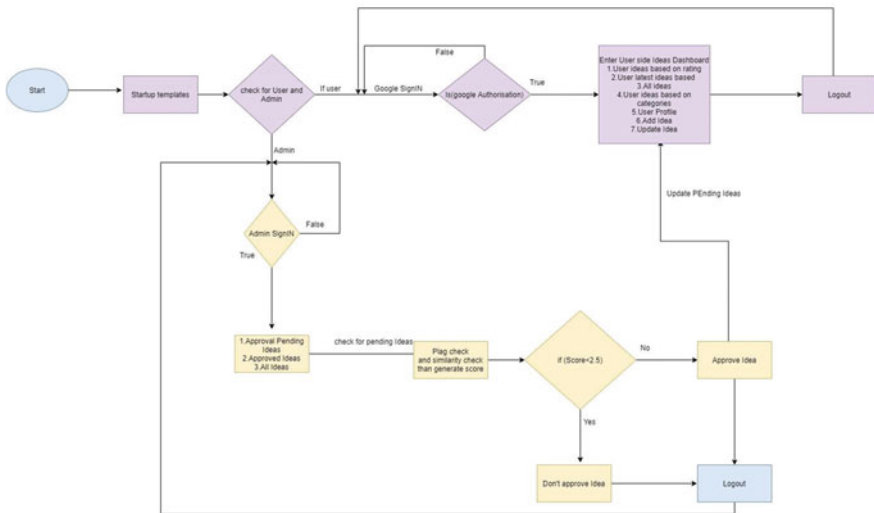 False
Enter User side Ideas Dashboard
1.User ideas based on rating
2.User latest ideas based
3.All ideas
4.User ideas based on
categories
5.User Profile
6.Add Idea
7.Update Idea
Start
Startup templates
check for User and
Admin
If user
Google SignIN
Is(google Authorisation)
True
Logout
Admin
Update PEnding Ideas
Admin SignIN
False
True
1.Approval Pending
Ideas
2.Approved Ideas
3.All Ideas
check for pending Ideas
Plag check
and similarity check
than generate score
if (Score<2.5)
No
Approve Idea
Yes
Don't approve Idea
Logout